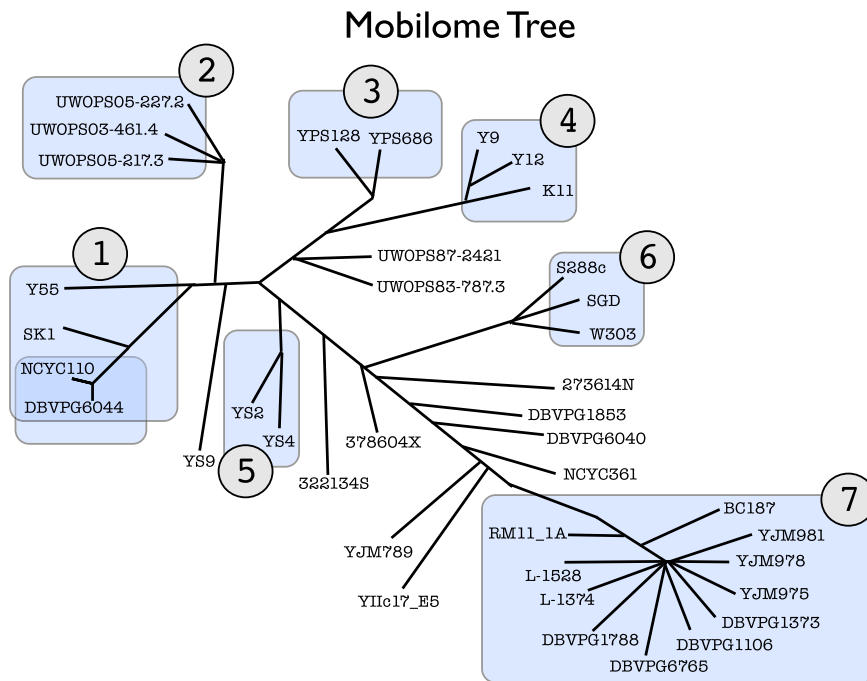 Mobilome Tree
2
UWOPS05-227.2
UWOPS03-461.4
UWOPS05-217.3
3
YPS128
YPS686
4
Y9
Y12
K11
1
Y55
SK1
NCYC110
DBVPG6044
UWOPS87-2421
UWOPS83-787.3
6
S288c
SGD
W303
YS9
5
YS2
YS4
322134S
378604X
273614N
DBVPG1853
DBVPG6040
NCYC361
YJM789
YIIc17_E5
7
BC187
RM11_1A
YJM981
YJM978
L-1528
L-1374
YJM975
DBVPG1373
DBVPG1788
DBVPG1106
DBVPG6765